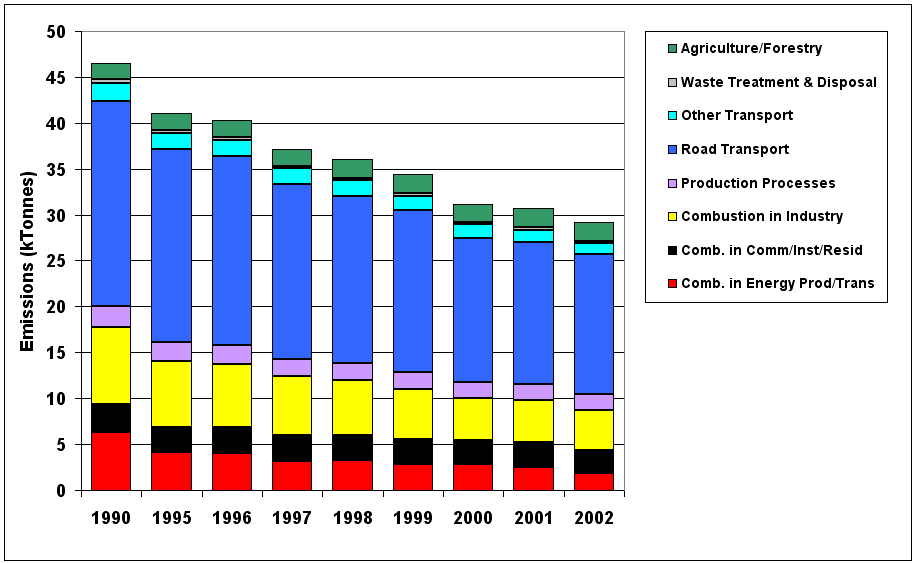 50
45
40
35
30
25
20
15
10
5
0
Emissions (kTonnes)
1990 1995 1996 1997 1998 1999 2000 2001 2002
Agriculture/Forestry
Waste Treatment & Disposal
Other Transport
Road Transport
Production Processes
Combustion in Industry
Comb. in Comm/Inst/Resid
Comb. in Energy Prod/Trans